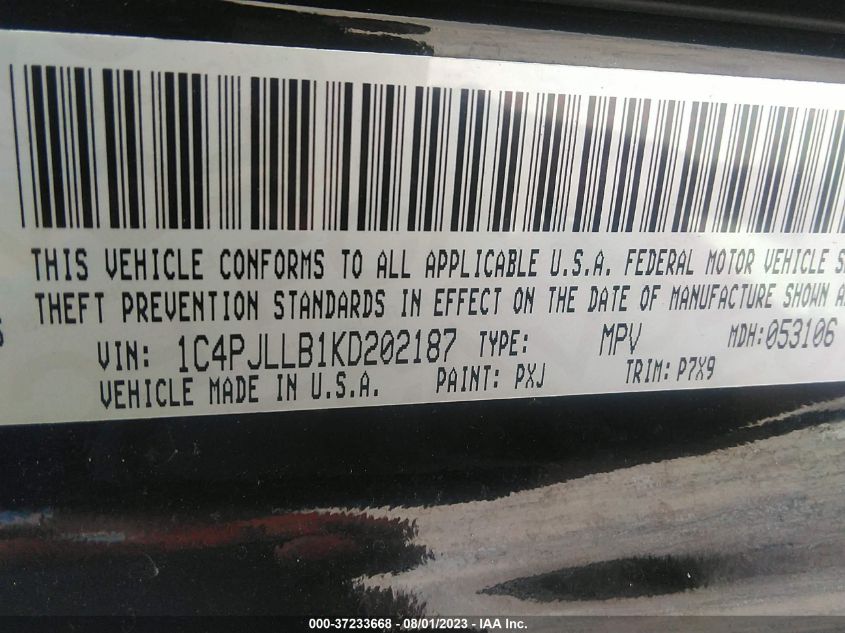 THIS VEHICLE CONFORMS TO ALL APPLICABLE U.S.A. FEDERAL MOTOR VEHICLE
THEFT PREVENTION STANDARDS IN EFFECT ON THE DATE OF MANUFACTURE SHOWN
VIN: 1C4PJLLB1KD202187 TYPE: MPV MDH:053106
VEHICLE MADE IN U.S.A. PAINT: PXJ TRIM: P7X9
000-37233668 - 08/01/2023 - IAA Inc.